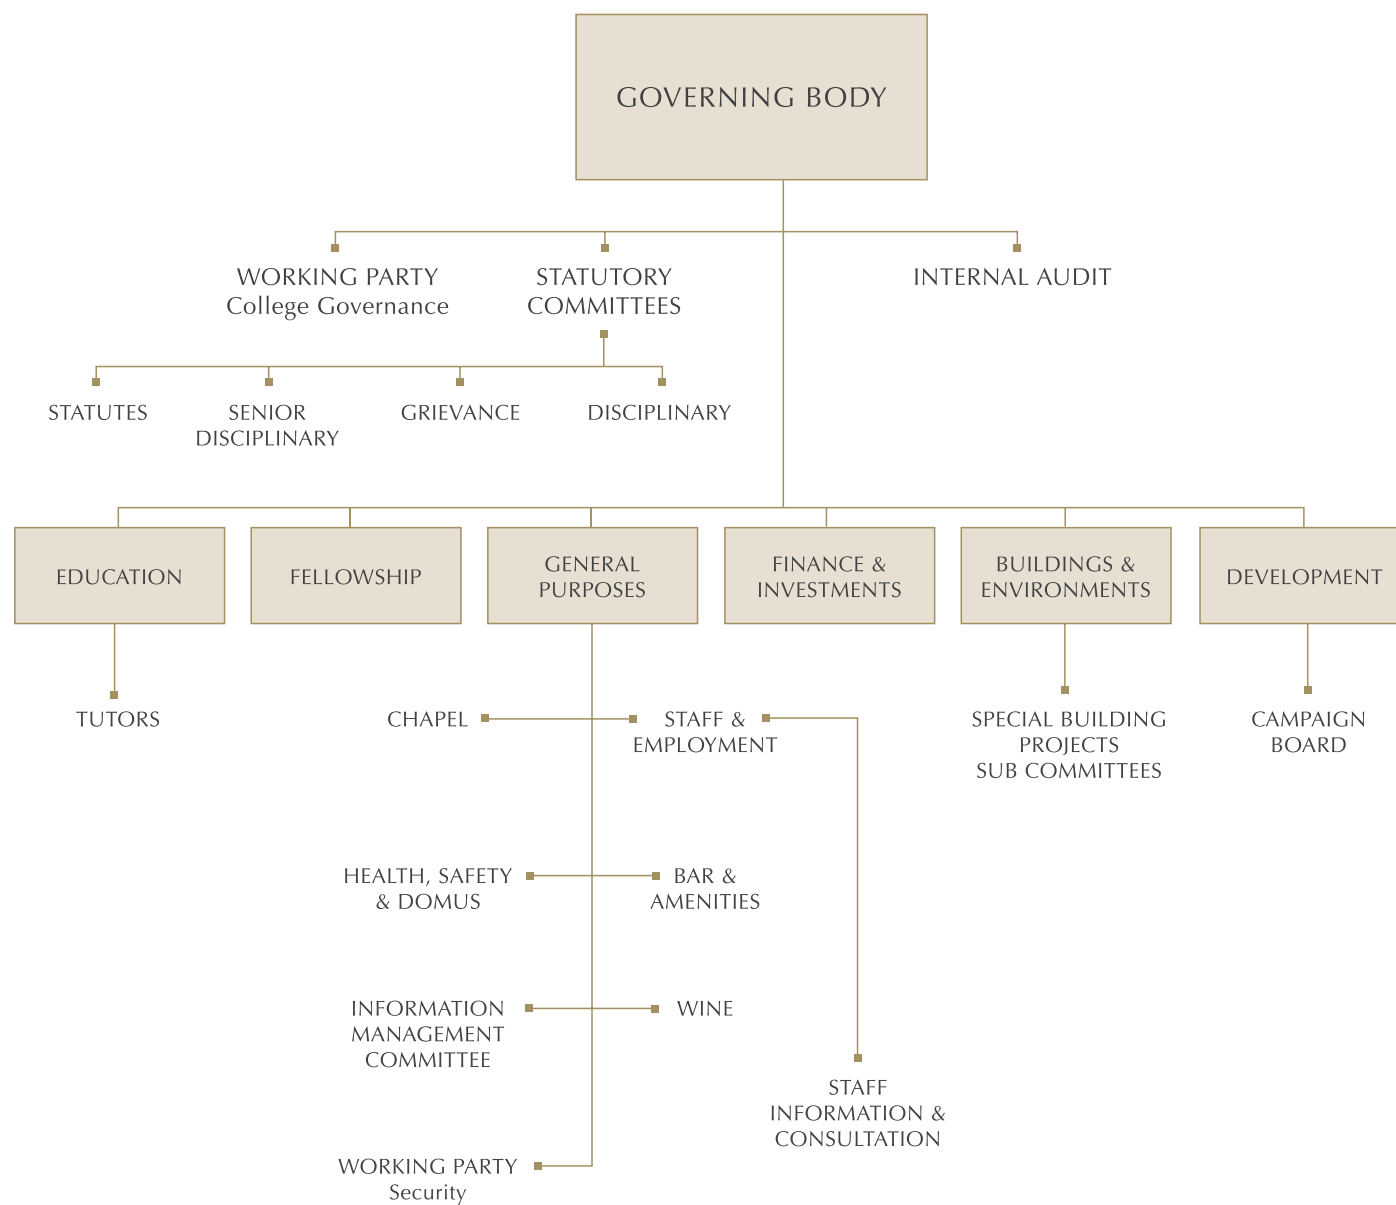 GOVERNING BODY
WORKING PARTY
College Governance
STATUTORY
COMMITTEES
INTERNAL AUDIT
STATUTES
SENIOR
DISCIPLINARY
GRIEVANCE
DISCIPLINARY
EDUCATION
FELLOWSHIP
GENERAL
PURPOSES
FINANCE &
INVESTMENTS
BUILDINGS &
ENVIRONMENTS
DEVELOPMENT
TUTORS
CHAPEL
STAFF &
EMPLOYMENT
SPECIAL BUILDING
PROJECTS
SUB COMMITTEES
CAMPAIGN
BOARD
HEALTH, SAFETY
& DOMUS
BAR &
AMENITIES
INFORMATION
MANAGEMENT
COMMITTEE
WINE
STAFF
INFORMATION &
CONSULTATION
WORKING PARTY
Security